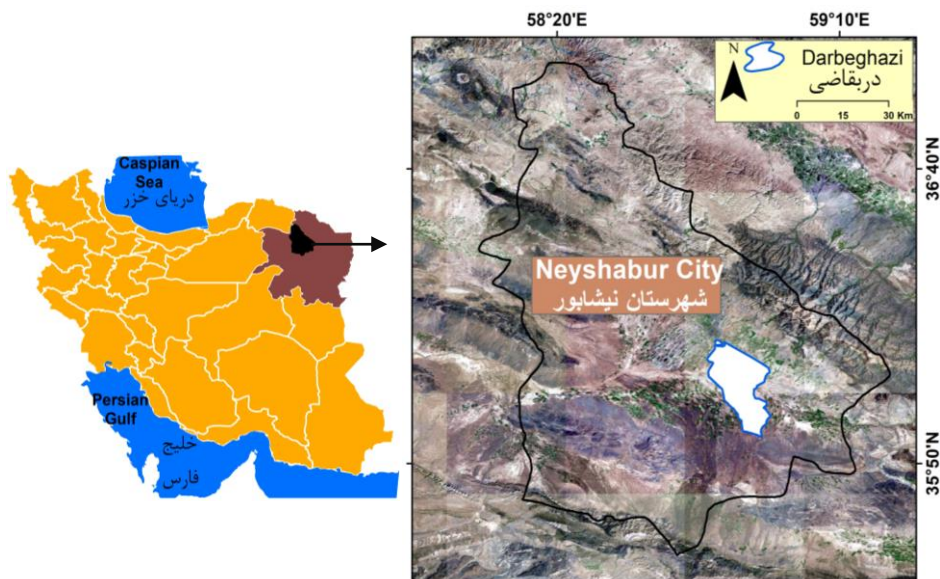 58°20'E
59°10'E
N
Darbeghazi
دربقاضی
0 15 30 Km
36°40'N
Caspian
Sea
دریای خزر
Neyshabur City
شهرستان نیشابور
Persian
Gulf
خلیج
فارس
35°50'N